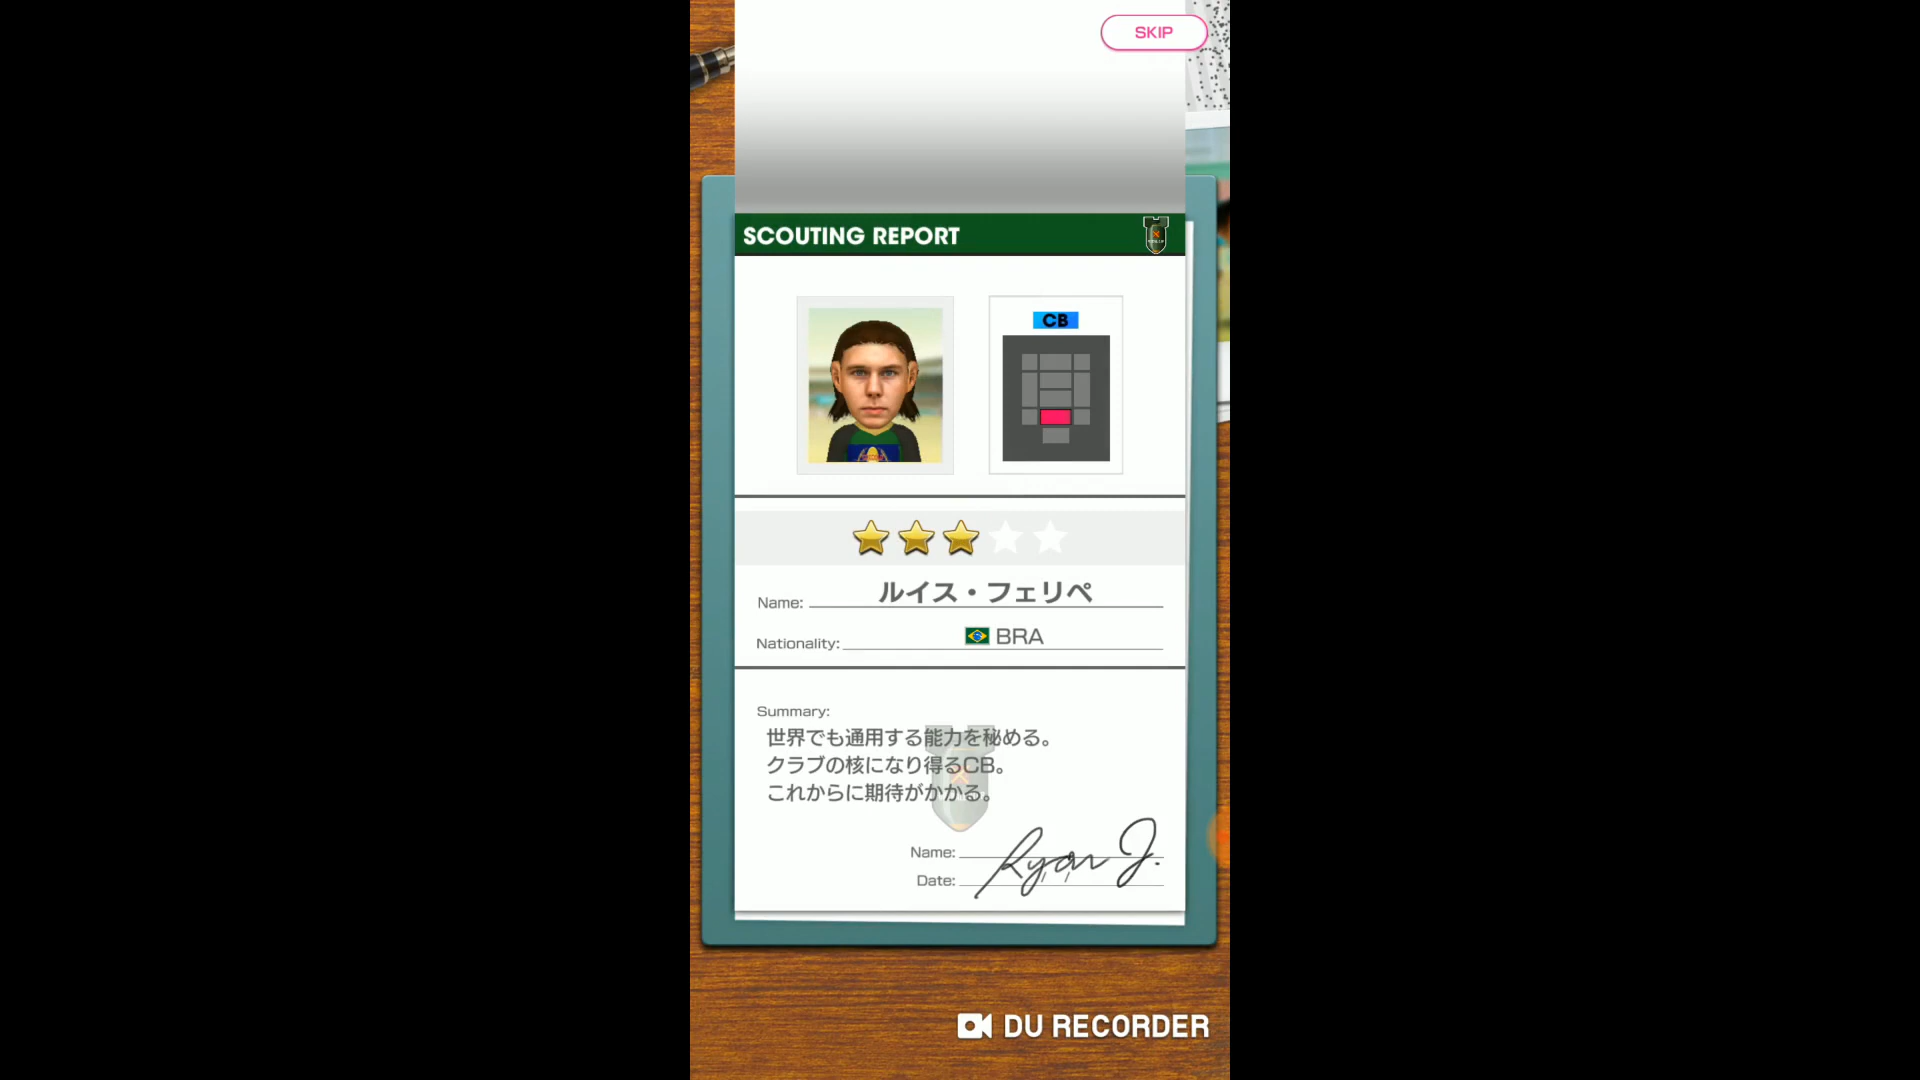 SKIP
SCOUTING REPORT
CB
Name: ルイス・フェリペ
Nationality: BRA
Summary:
世界でも通用する能力を秘める。
クラブの核になり得るCB。
これからに期待がかかる。
Name: Ryan J.
Date:
DU RECORDER